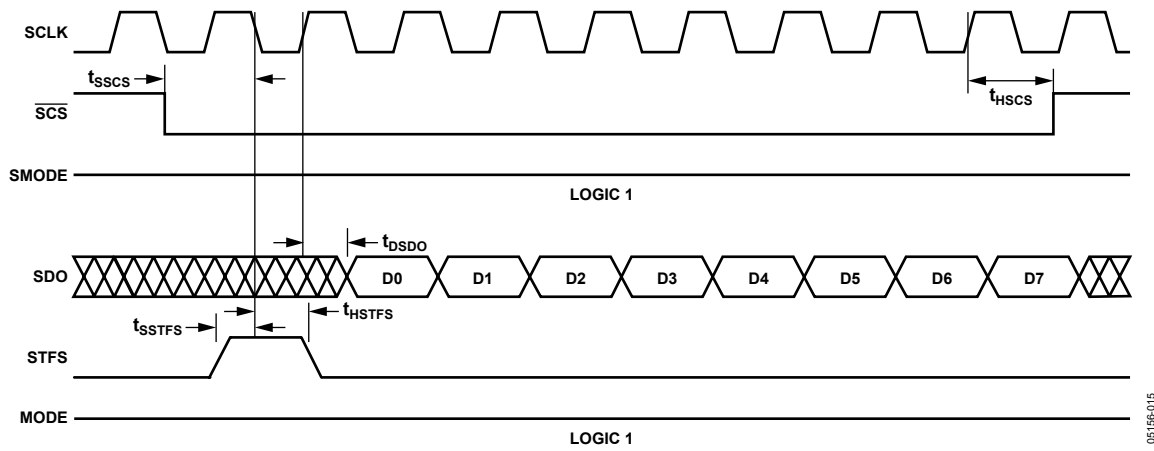 SCLK
tSSCS
tHSCS
SCS
SMODE
LOGIC 1
tDSDO
SDO
D0 D1 D2 D3 D4 D5 D6 D7
tHSTFS
tSSTFS
STFS
MODE
LOGIC 1
05156-015